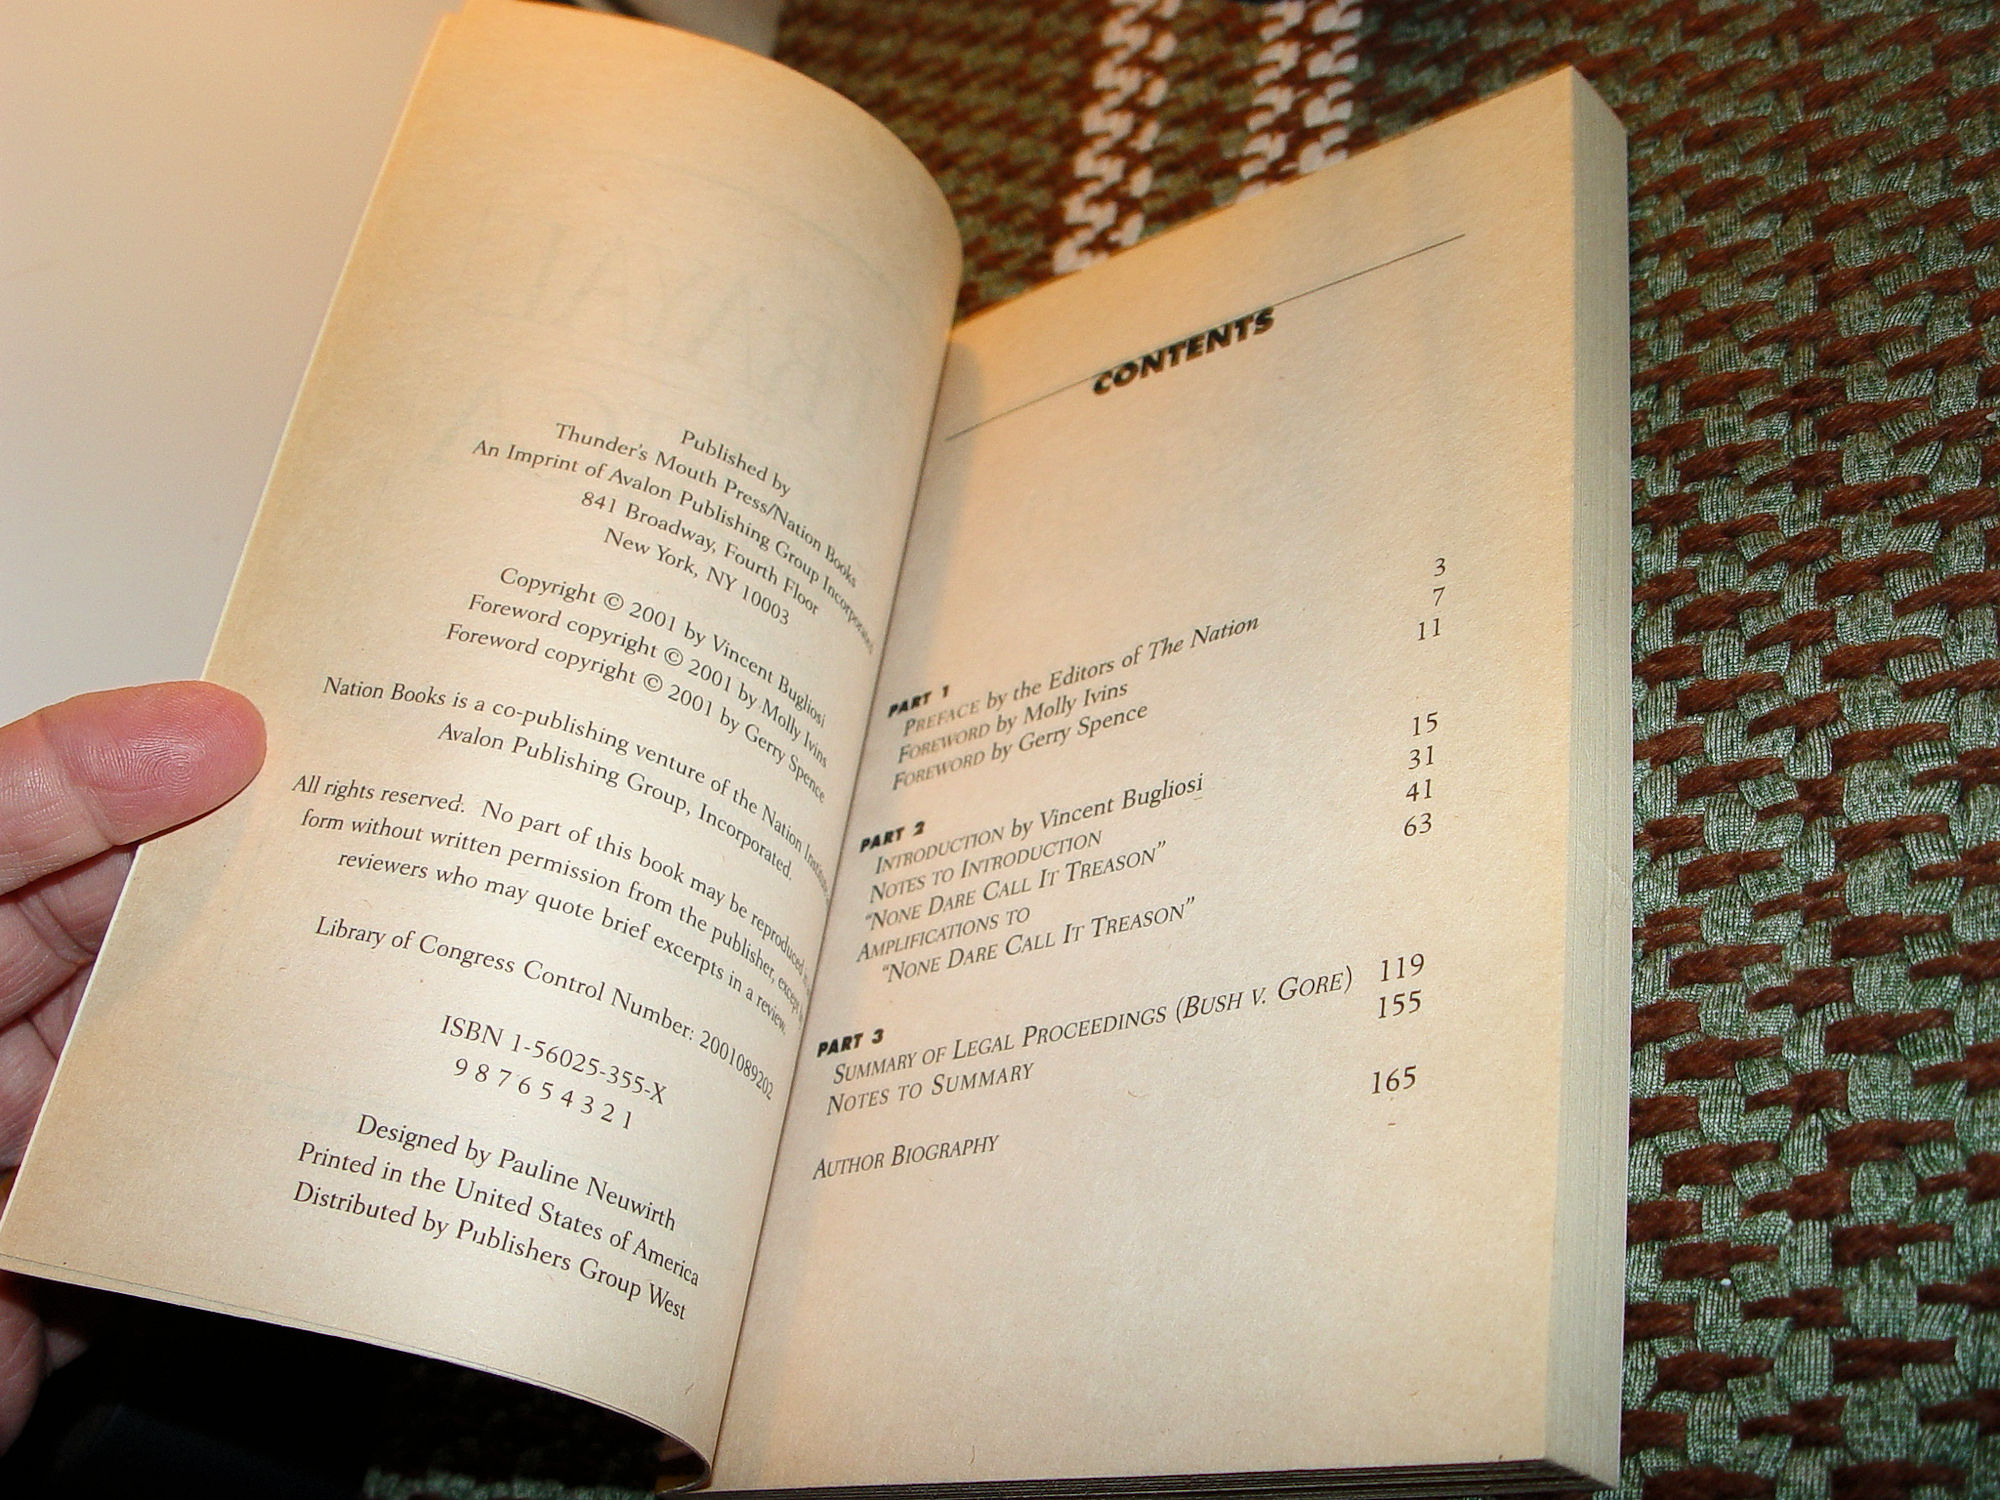 Published by
Thunder's Mouth Press/Nation Books
An Imprint of Avalon Publishing Group Incorporated
841 Broadway, Fourth Floor
New York, NY 10003
Copyright © 2001 by Vincent Bugliosi
Foreword copyright © 2001 by Molly Ivins
Foreword copyright © 2001 by Gerry Spence
Nation Books is a co-publishing venture of the Nation
Avalon Publishing Group, Incorporated.
All rights reserved. No part of this book may be reproduced
form without written permission from the publisher, except
reviewers who may quote brief excerpts in a review.
Library of Congress Control Number: 2001089202
ISBN 1-56025-355-X
9 8 7 6 5 4 3 2 1
Designed by Pauline Neuwirth
Printed in the United States of America
Distributed by Publishers Group West
CONTENTS
PART 1
PREFACE by the Editors of The Nation 3
FOREWORD by Molly Ivins 7
FOREWORD by Gerry Spence 11
PART 2
INTRODUCTION by Vincent Bugliosi 15
NOTES TO INTRODUCTION 31
"NONE DARE CALL IT TREASON" 41
AMPLIFICATIONS TO 63
"NONE DARE CALL IT TREASON"
PART 3
SUMMARY OF LEGAL PROCEEDINGS (BUSH V. GORE) 119
NOTES TO SUMMARY 155
AUTHOR BIOGRAPHY 165